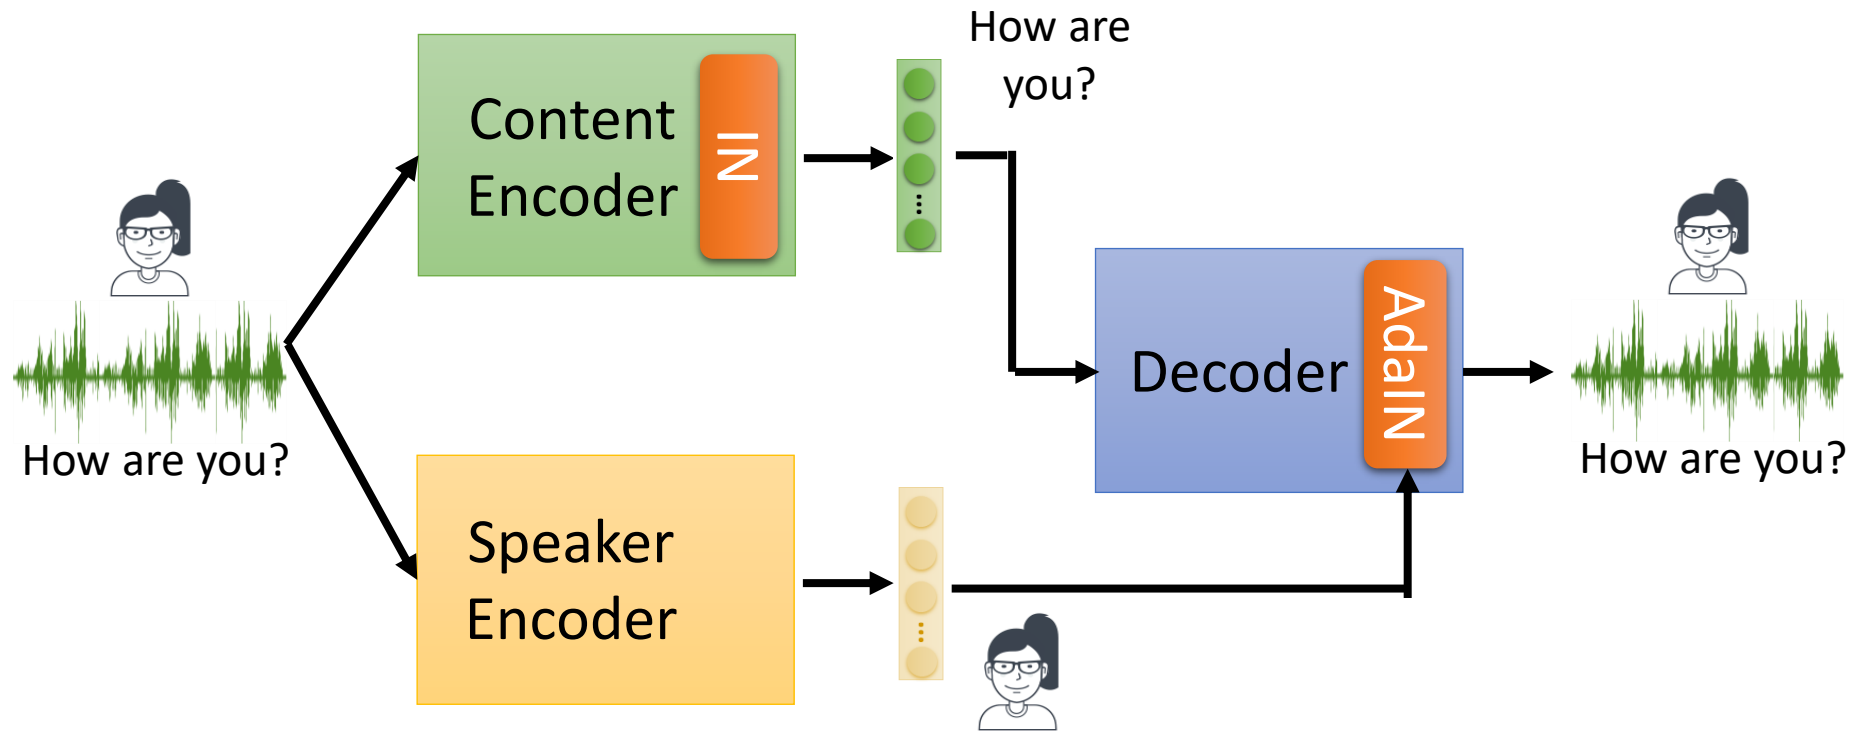 How are
you?
Content
Encoder
IN
How are you?
Speaker
Encoder
Decoder
AdaIN
How are you?